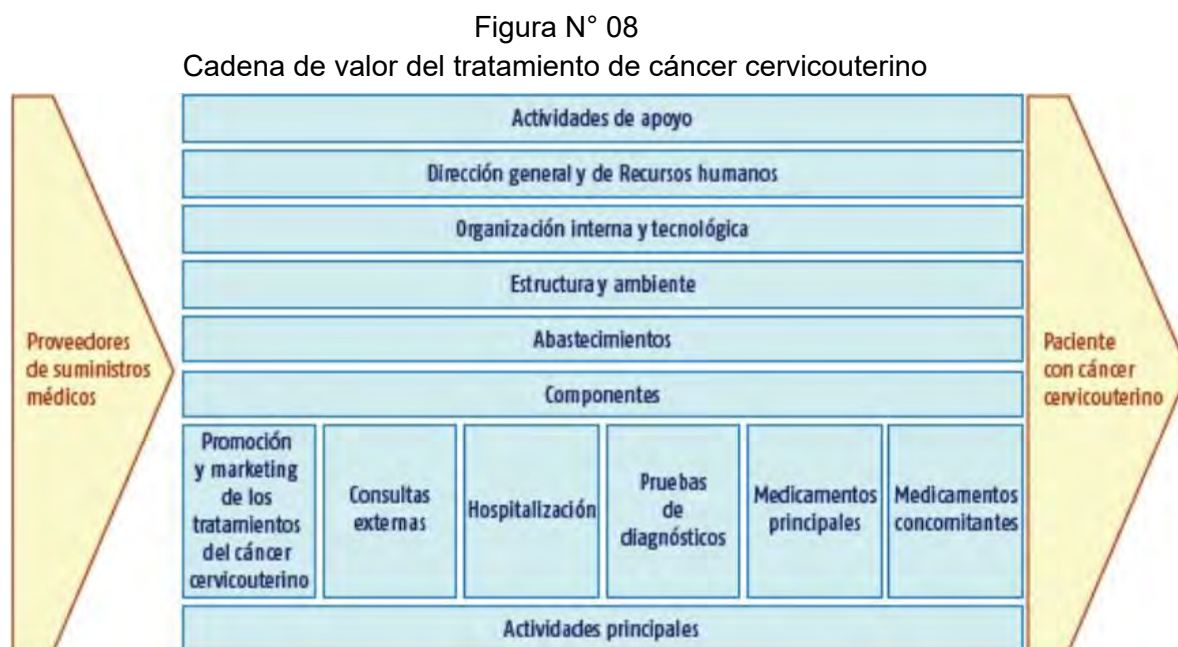 Figura N° 08
Cadena de valor del tratamiento de cáncer cervicouterino
Actividades de apoyo
Dirección general y de Recursos humanos
Organización interna y tecnológica
Estructura y ambiente
Abastecimientos
Componentes
Proveedores
de suministros
médicos
Promoción
y marketing
de los
tratamientos
del cáncer
cervicouterino
Consultas
externas
Hospitalización
Pruebas
de
diagnósticos
Medicamentos
principales
Medicamentos
concomitantes
Paciente
con cáncer
cervicouterino
Actividades principales